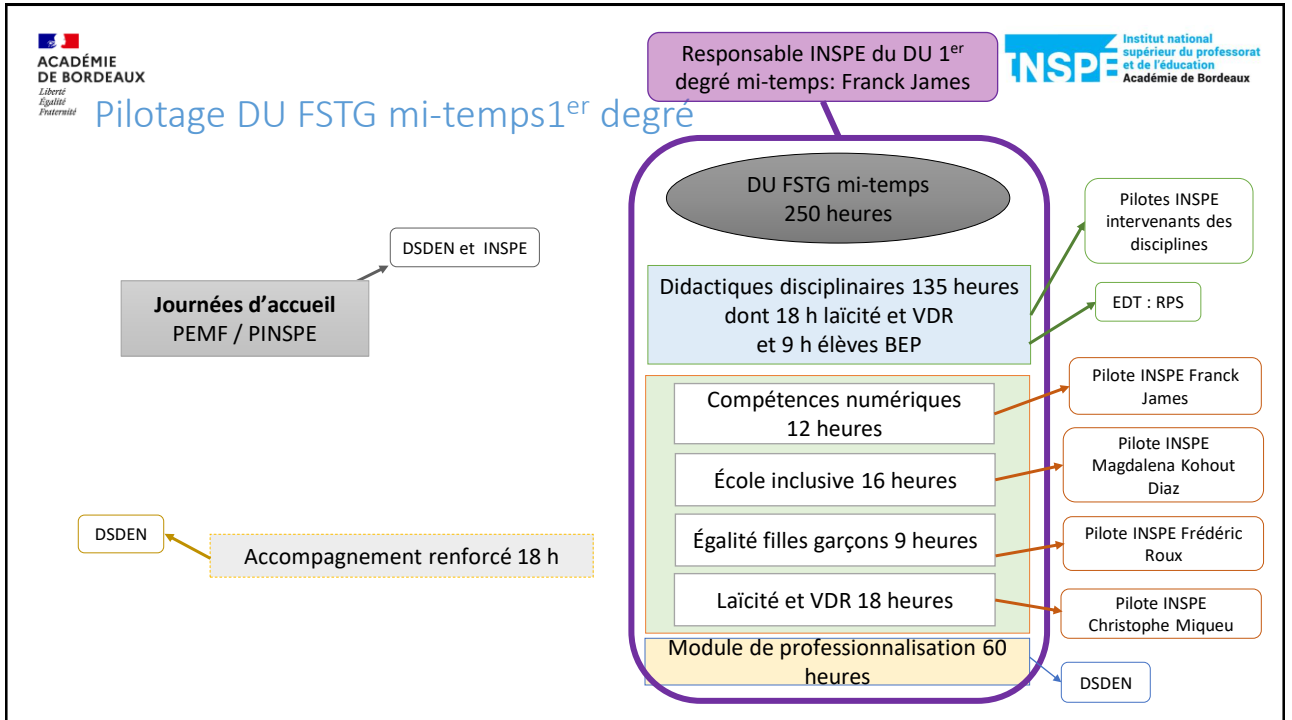 ACADÉMIE
DE BORDEAUX
Liberté
Égalité
Fraternité
INSPE
Institut national
supérieur du professorat
et de l'éducation
Académie de Bordeaux
Responsable INSPE du DU 1er
degré mi-temps: Franck James
Pilotage DU FSTG mi-temps1er degré
DU FSTG mi-temps
250 heures
Pilotes INSPE
intervenants des
disciplines
DSDEN et INSPE
Journées d'accueil
PEMF / PINSPE
Didactiques disciplinaires 135 heures
dont 18 h laïcité et VDR
et 9 h élèves BEP
EDT : RPS
Compétences numériques
12 heures
Pilote INSPE Franck
James
École inclusive 16 heures
Pilote INSPE
Magdalena Kohout
Diaz
DSDEN
Accompagnement renforcé 18 h
Égalité filles garçons 9 heures
Pilote INSPE Frédéric
Roux
Laïcité et VDR 18 heures
Pilote INSPE
Christophe Miqueu
Module de professionnalisation 60
heures
DSDEN